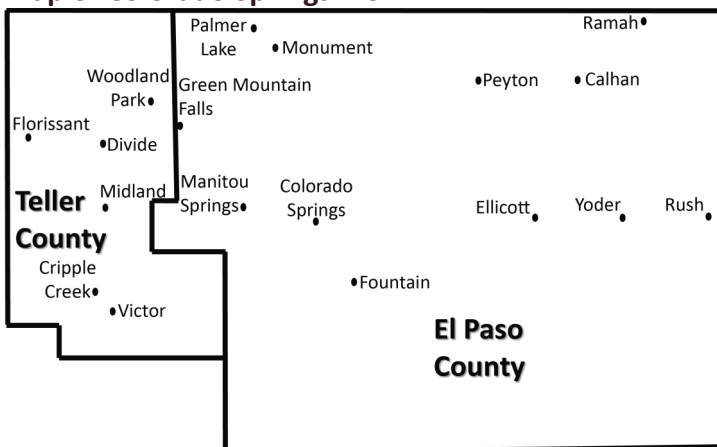 Palmer
Lake
Monument
Ramah
Woodland
Park
Green Mountain
Falls
Peyton
Calhan
Florissant
Divide
Teller
County
Midland
Manitou
Springs
Colorado
Springs
Ellicott
Yoder
Rush
Cripple
Creek
Victor
Fountain
El Paso
County